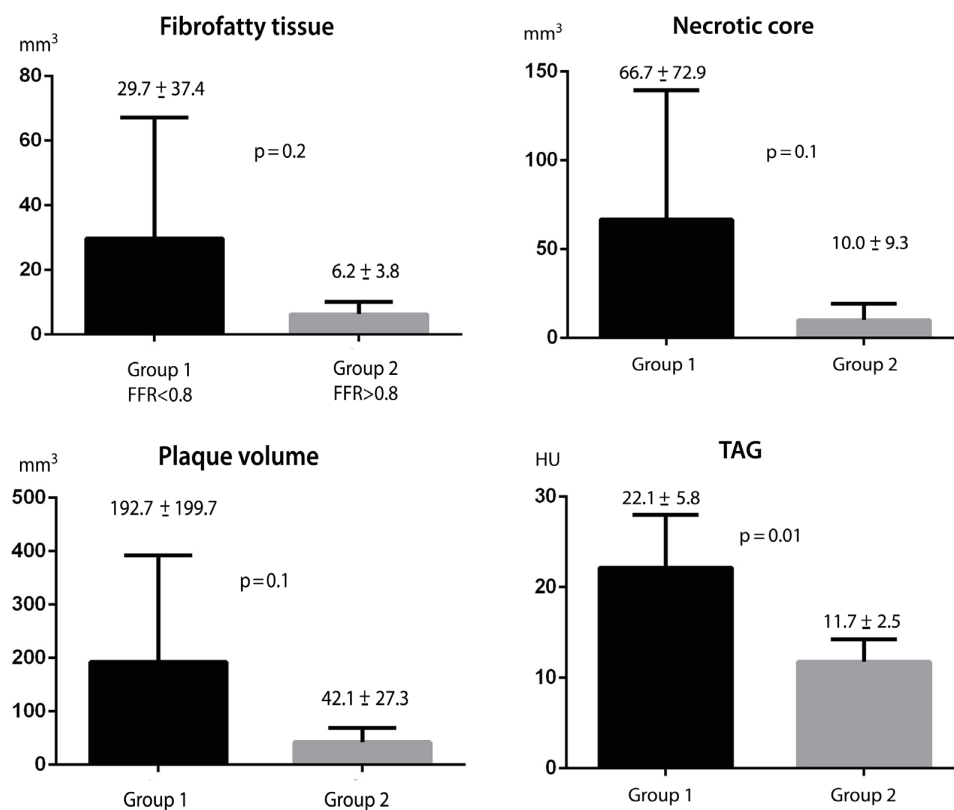 Fibrofatty tissue
mm³
80
60
40
20
0
29.7 ± 37.4
p=0.2
6.2 ± 3.8
Group 1
FFR<0.8
Group 2
FFR>0.8
Necrotic core
mm³
150
100
50
0
66.7 ± 72.9
p=0.1
10.0 ± 9.3
Group 1
Group 2
Plaque volume
mm³
500
400
300
200
100
0
192.7 ± 199.7
p=0.1
42.1 ± 27.3
Group 1
Group 2
TAG
HU
30
20
10
0
22.1 ± 5.8
p=0.01
11.7 ± 2.5
Group 1
Group 2